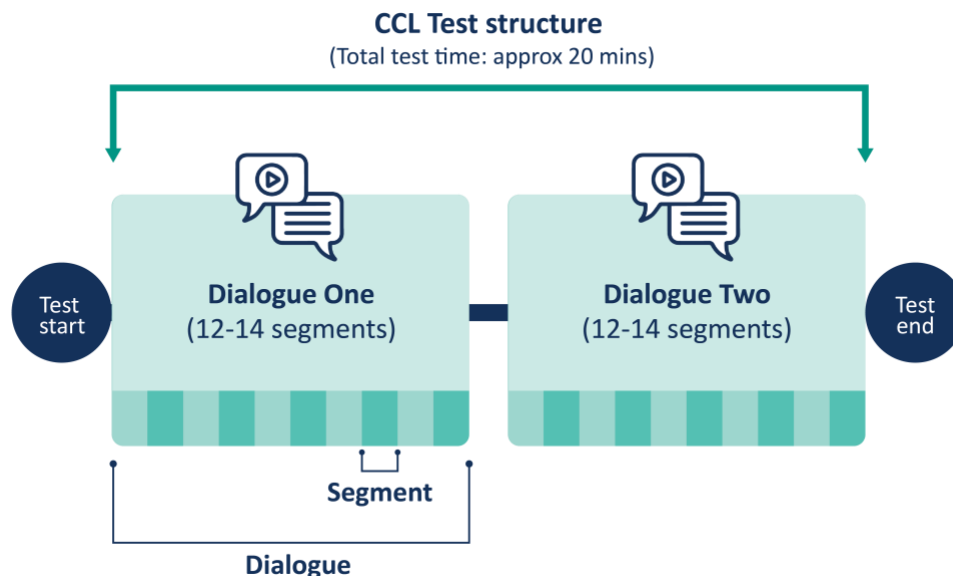 CCL Test structure
(Total test time: approx 20 mins)
Test
start
Dialogue One
(12-14 segments)
Dialogue Two
(12-14 segments)
Test
end
Segment
Dialogue